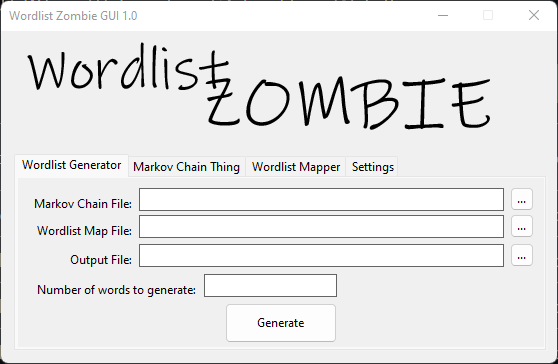 Wordlist Zombie GUI 1.0
Wordlist
ZOMBIE
Wordlist Generator Markov Chain Thing Wordlist Mapper Settings
Markov Chain File: ...
Wordlist Map File: ...
Output File: ...
Number of words to generate:
Generate